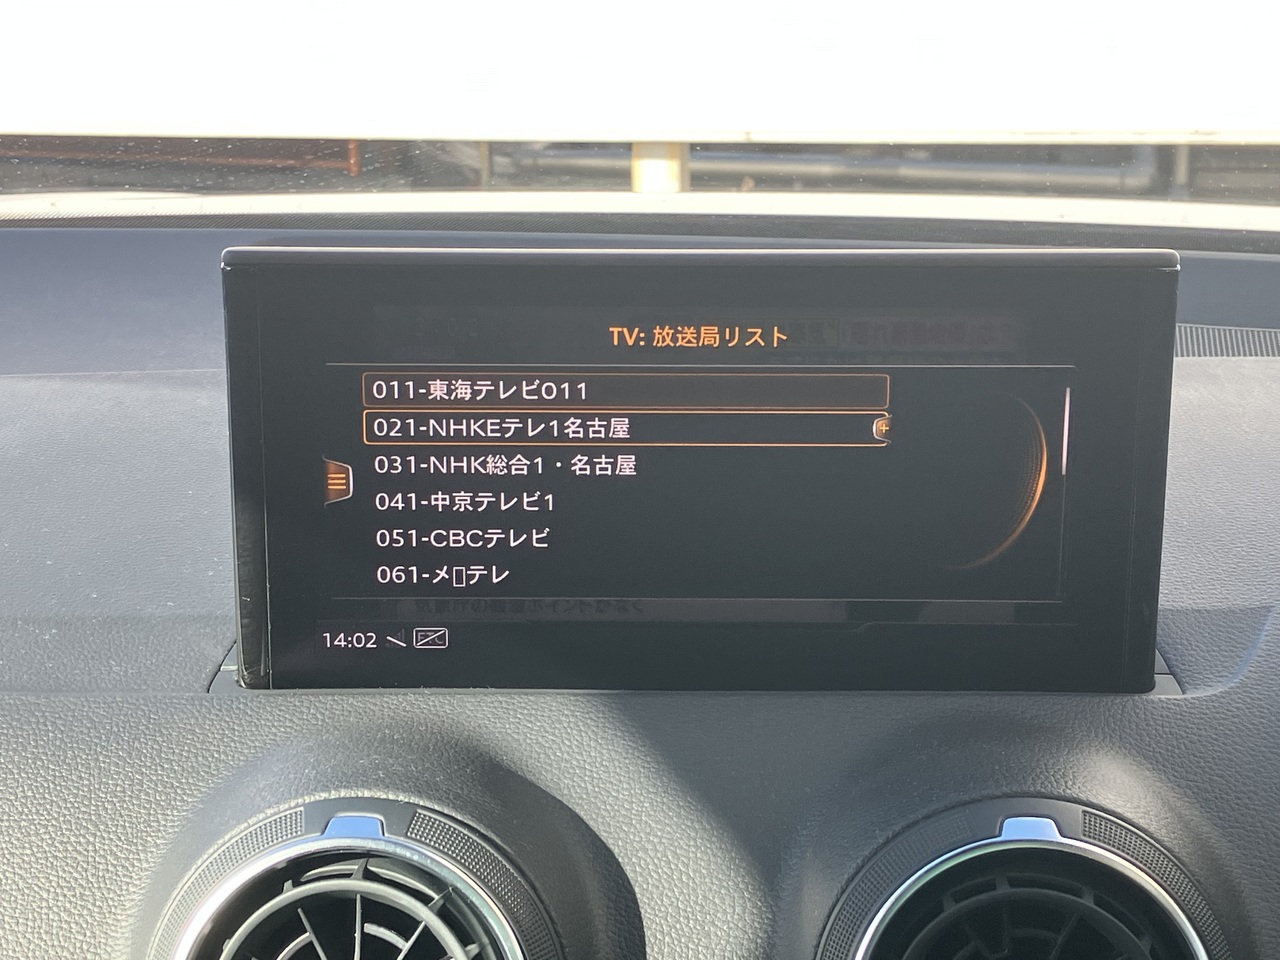 TV: 放送局リスト
011-東海テレビ011
021-NHKEテレ1名古屋
031-NHK総合1・名古屋
041-中京テレビ1
051-CBCテレビ
061-メ▯テレ
14:02 ETC